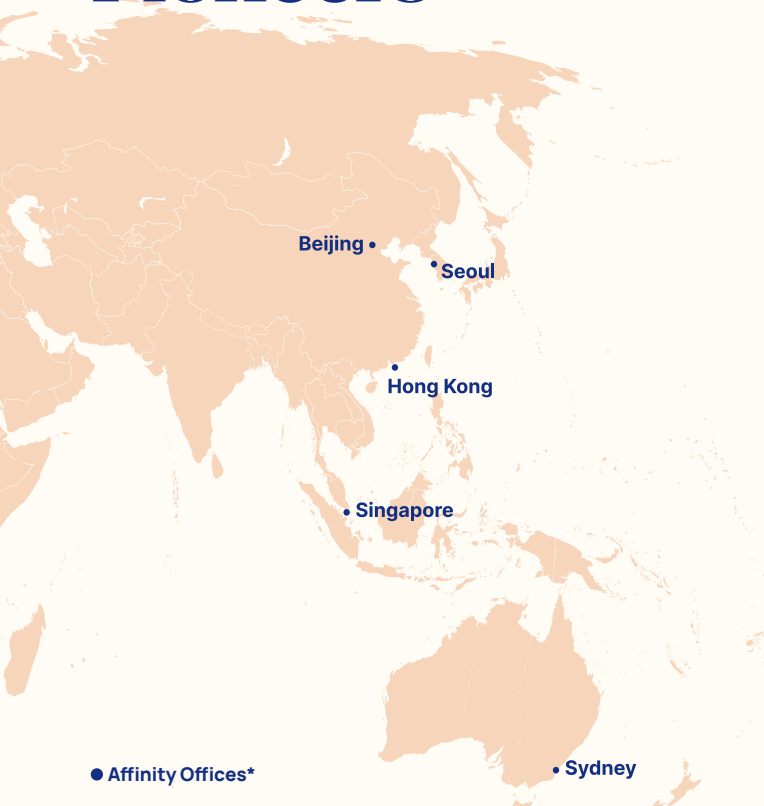 Beijing
Seoul
Hong Kong
Singapore
Sydney
Affinity Offices*